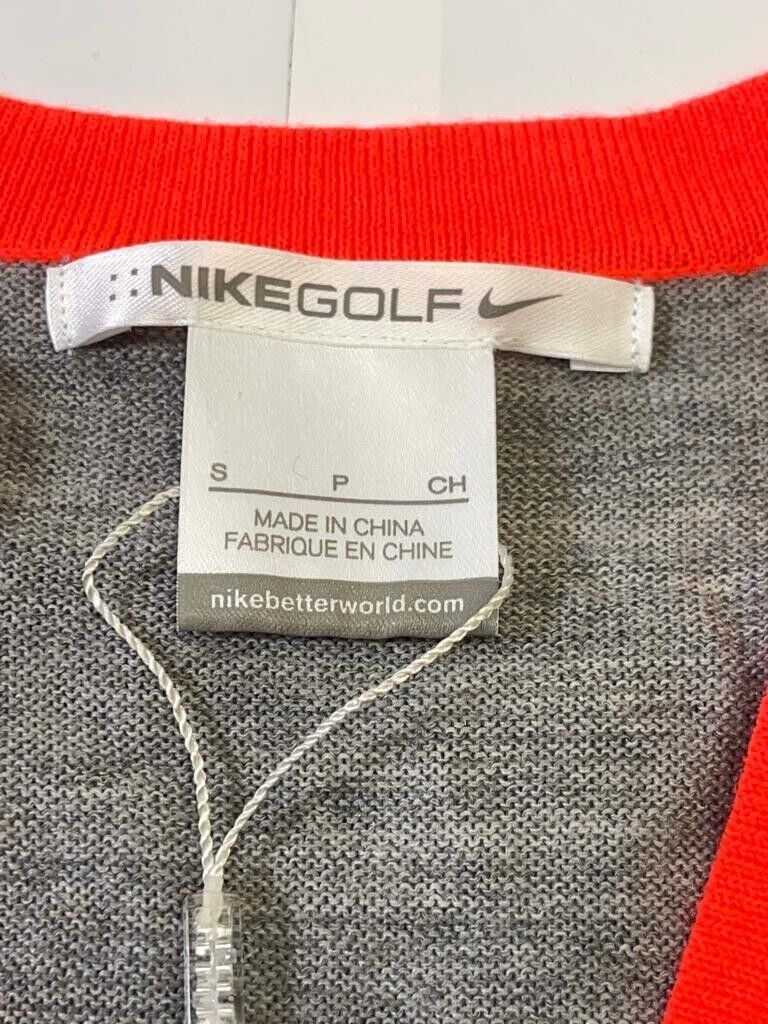 NIKEGOLF
S P CH
MADE IN CHINA
FABRIQUE EN CHINE
nikebetterworld.com